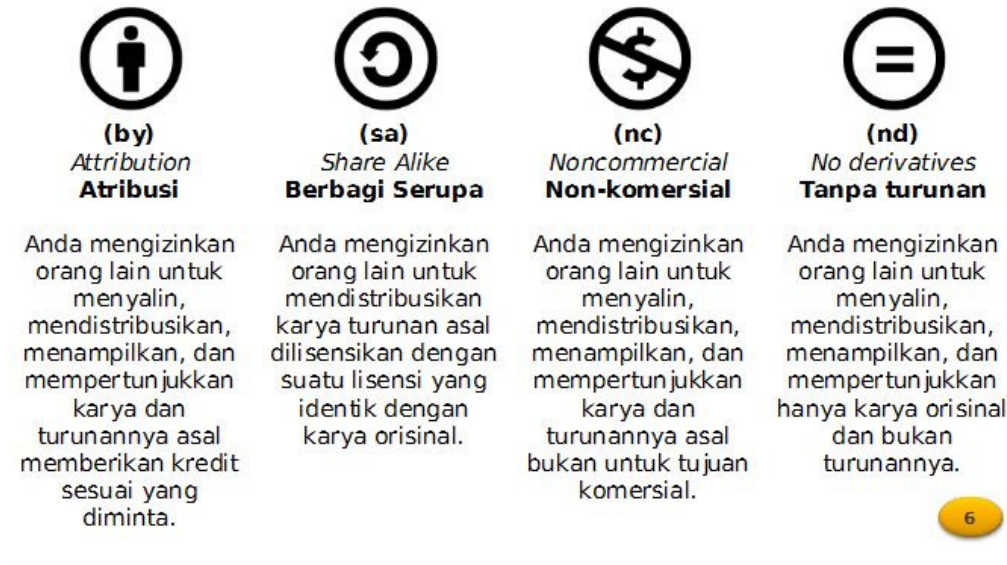 (by)
Attribution
Atribusi
Anda mengizinkan
orang lain untuk
menyalin,
mendistribusikan,
menampilkan, dan
mempertunjukkan
karya dan
turunannya asal
memberikan kredit
sesuai yang
diminta.
(sa)
Share Alike
Berbagi Serupa
Anda mengizinkan
orang lain untuk
mendistribusikan
karya turunan asal
dilisensikan dengan
suatu lisensi yang
identik dengan
karya orisinal.
(nc)
Noncommercial
Non-komersial
Anda mengizinkan
orang lain untuk
menyalin,
mendistribusikan,
menampilkan, dan
mempertunjukkan
karya dan
turunannya asal
bukan untuk tujuan
komersial.
(nd)
No derivatives
Tanpa turunan
Anda mengizinkan
orang lain untuk
menyalin,
mendistribusikan,
menampilkan, dan
mempertunjukkan
hanya karya orisinal
dan bukan
turunannya.
6